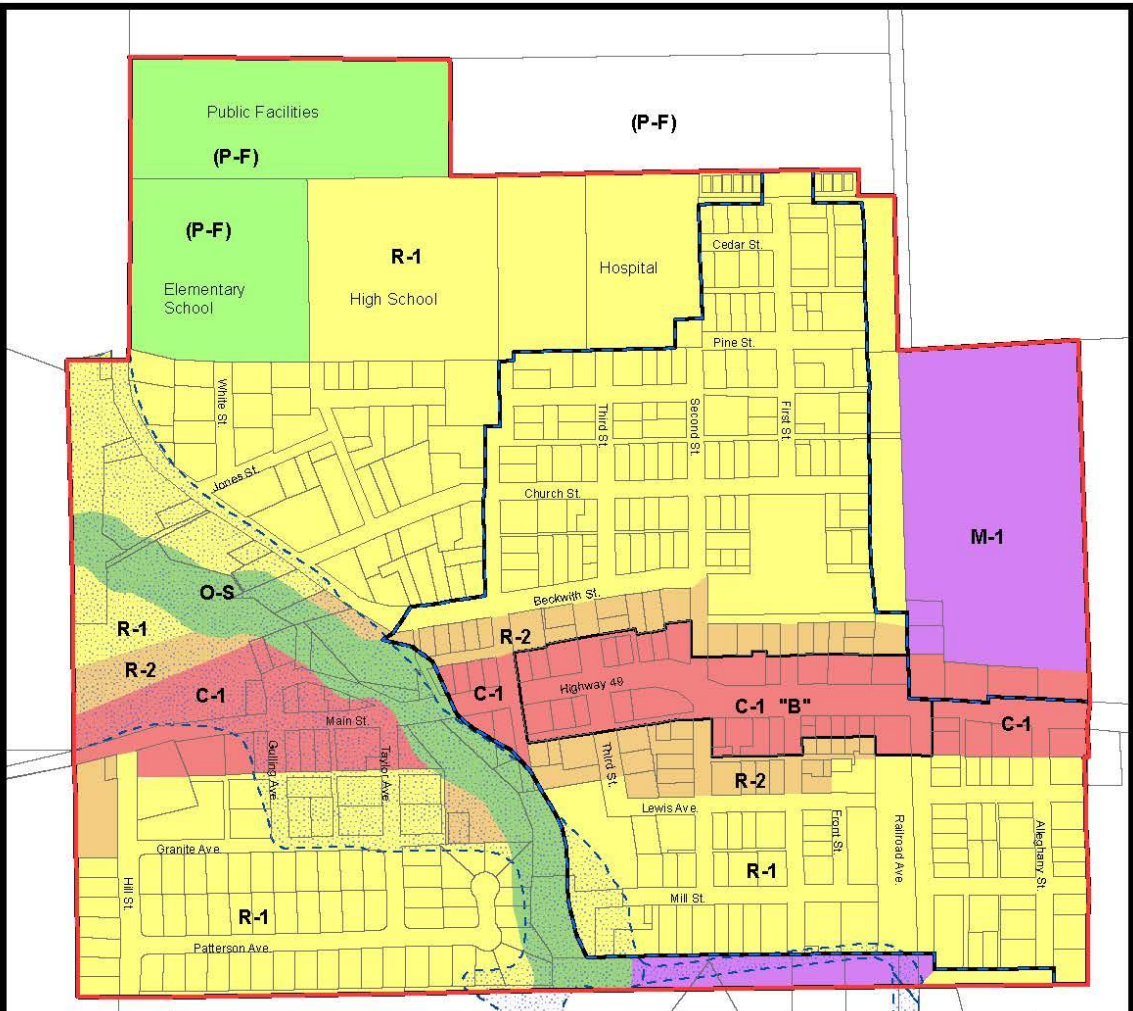 Public Facilities
(P-F)
(P-F)
(P-F)
Elementary
School
R-1
High School
Hospital
Cedar St.
Pine St.
White St.
Third St.
Second St.
First St.
Jones St.
Church St.
M-1
O-S
Beckwith St.
R-1
R-2
R-2
C-1
C-1
Highway 49
C-1 "B"
C-1
Main St.
Gulling Ave.
Taylor Ave.
Third St.
R-2
Lewis Ave.
Front St.
Railroad Ave.
Alleghany St.
Granite Ave.
Hill St.
R-1
R-1
Mill St.
Patterson Ave.